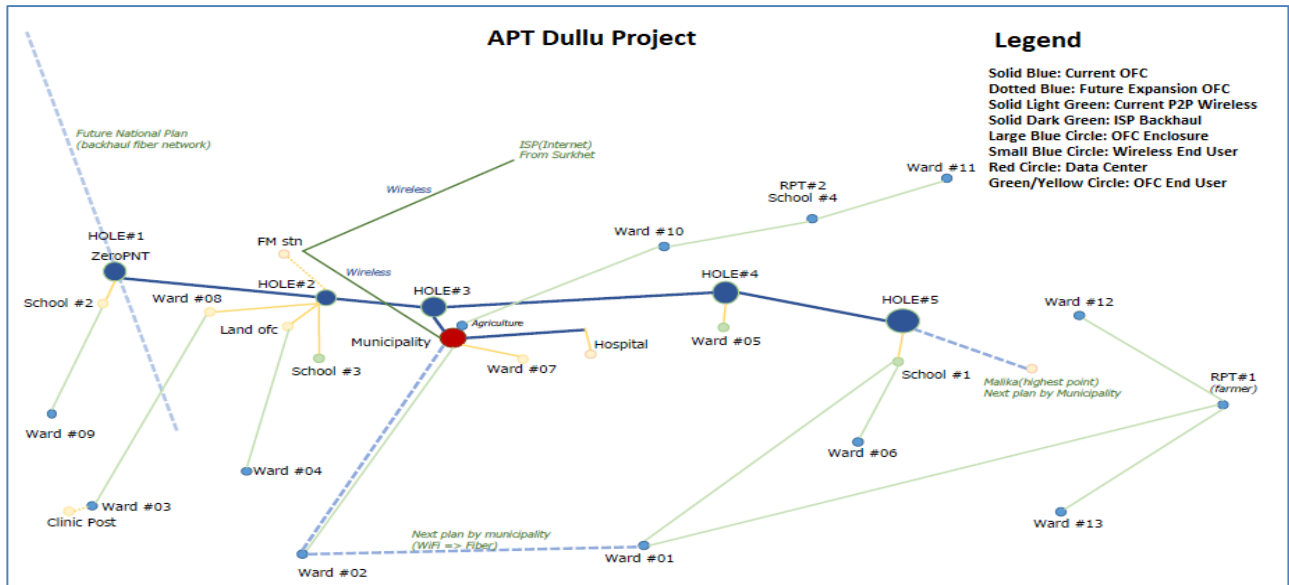 APT Dullu Project
Legend
Solid Blue: Current OFC
Dotted Blue: Future Expansion OFC
Solid Light Green: Current P2P Wireless
Solid Dark Green: ISP Backhaul
Large Blue Circle: OFC Enclosure
Small Blue Circle: Wireless End User
Red Circle: Data Center
Green/Yellow Circle: OFC End User
Future National Plan
(backhaul fiber network)
ISP(Internet)
From Surkhet
Wireless
Ward #11
RPT#2
School #4
Ward #10
HOLE#1
ZeroPNT
FM stn
Wireless
HOLE#2
HOLE#3
HOLE#4
HOLE#5
School #2
Ward #08
Land ofc
School #3
Municipality
Agriculture
Hospital
Ward #07
Ward #05
School #1
Ward #12
Malika(highest point)
Next plan by Municipality
RPT#1
(farmer)
Ward #09
Ward #04
Ward #06
Ward #03
Clinic Post
Ward #13
Next plan by municipality
(WiFi => Fiber)
Ward #02
Ward #01